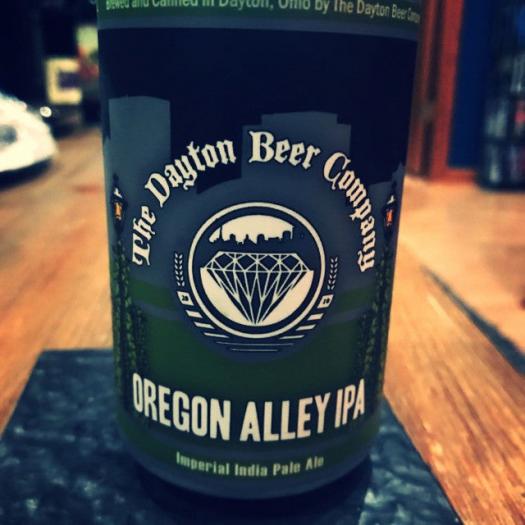 Brewed and Canned in Dayton, Ohio by The Dayton Beer
The Dayton Beer Company
OREGON ALLEY IPA
Imperial India Pale Ale